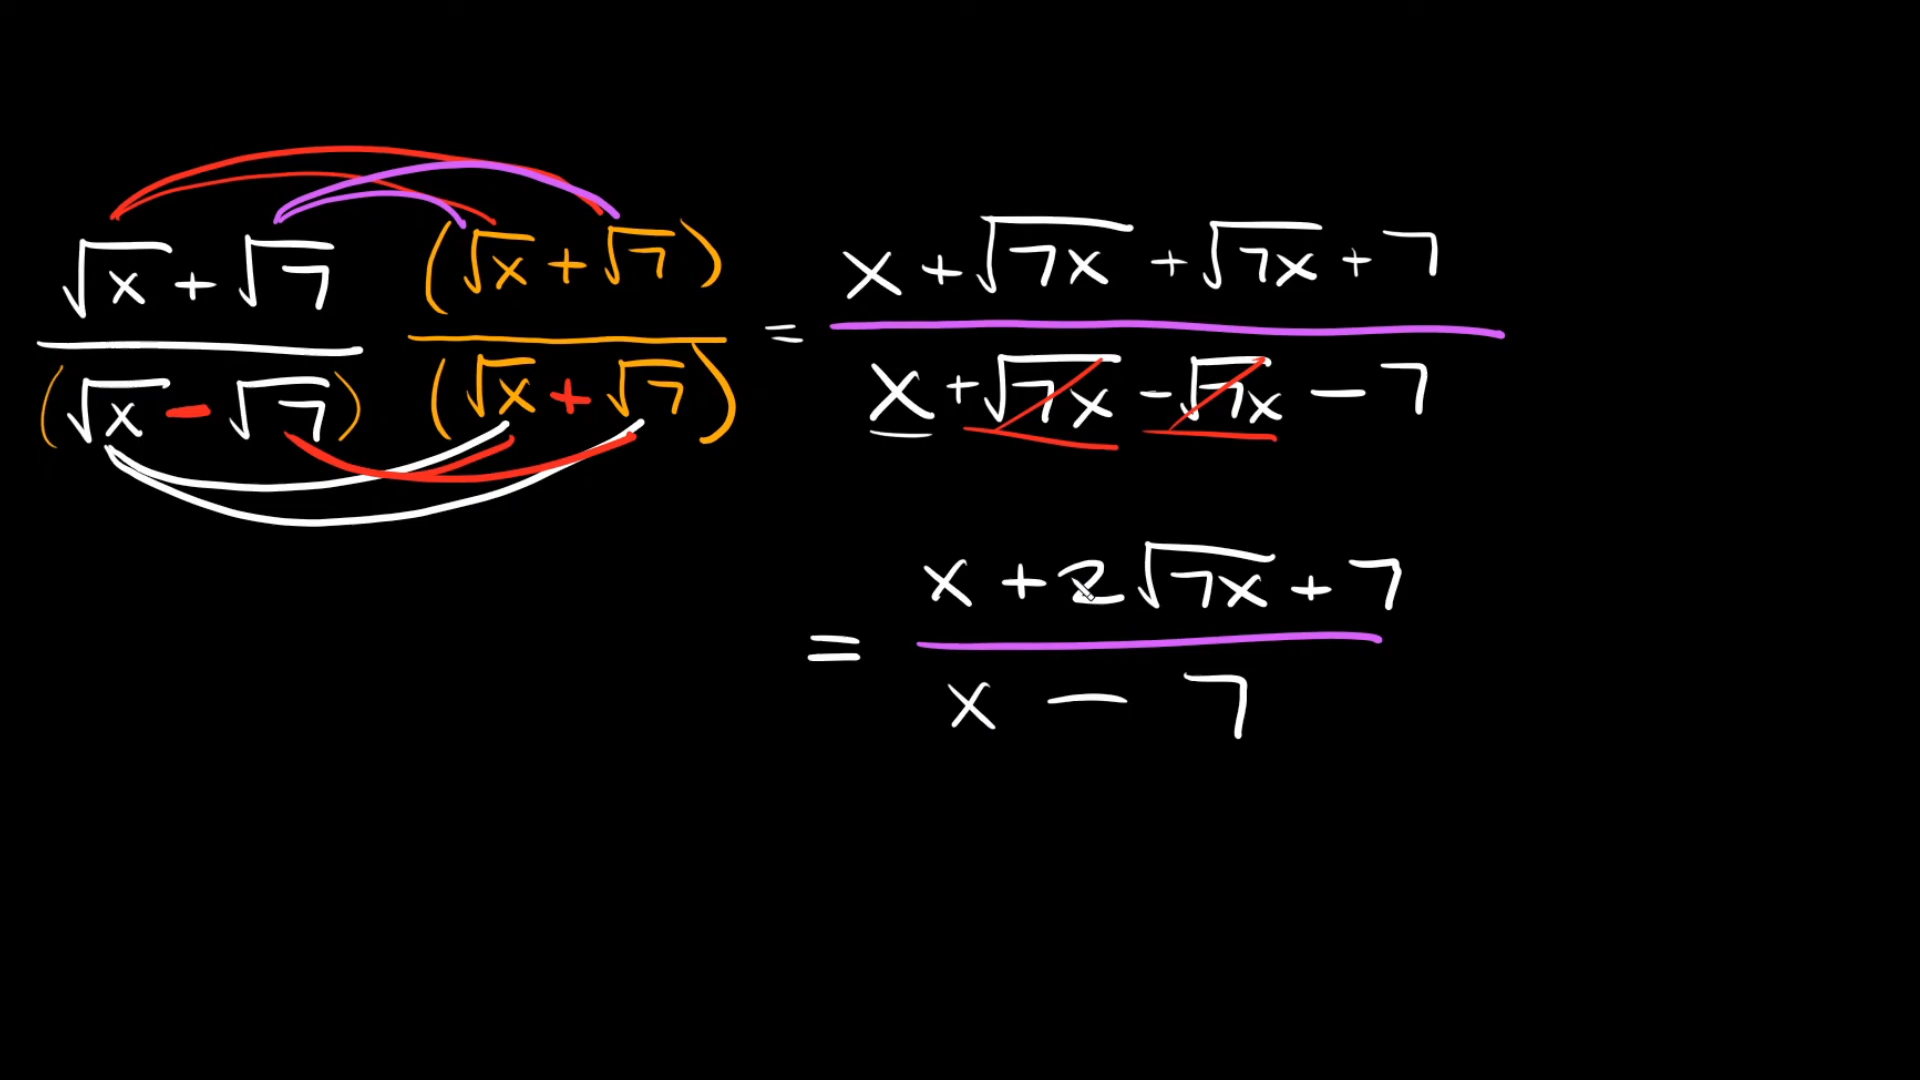 √x + √7 (√x + √7) = x + √7x + √7x + 7
(√x - √7) (√x + √7) x + √7x - √7x - 7
= x + 2√7x + 7
x - 7